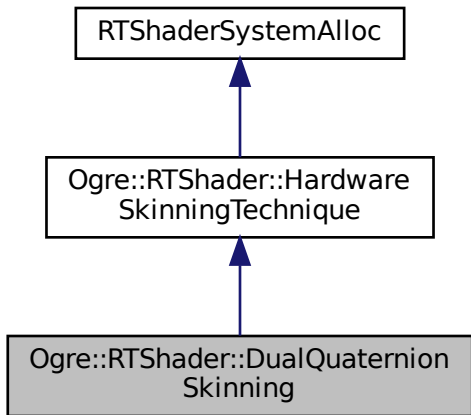 RTShaderSystemAlloc
Ogre::RTShader::Hardware
SkinningTechnique
Ogre::RTShader::DualQuaternion
Skinning